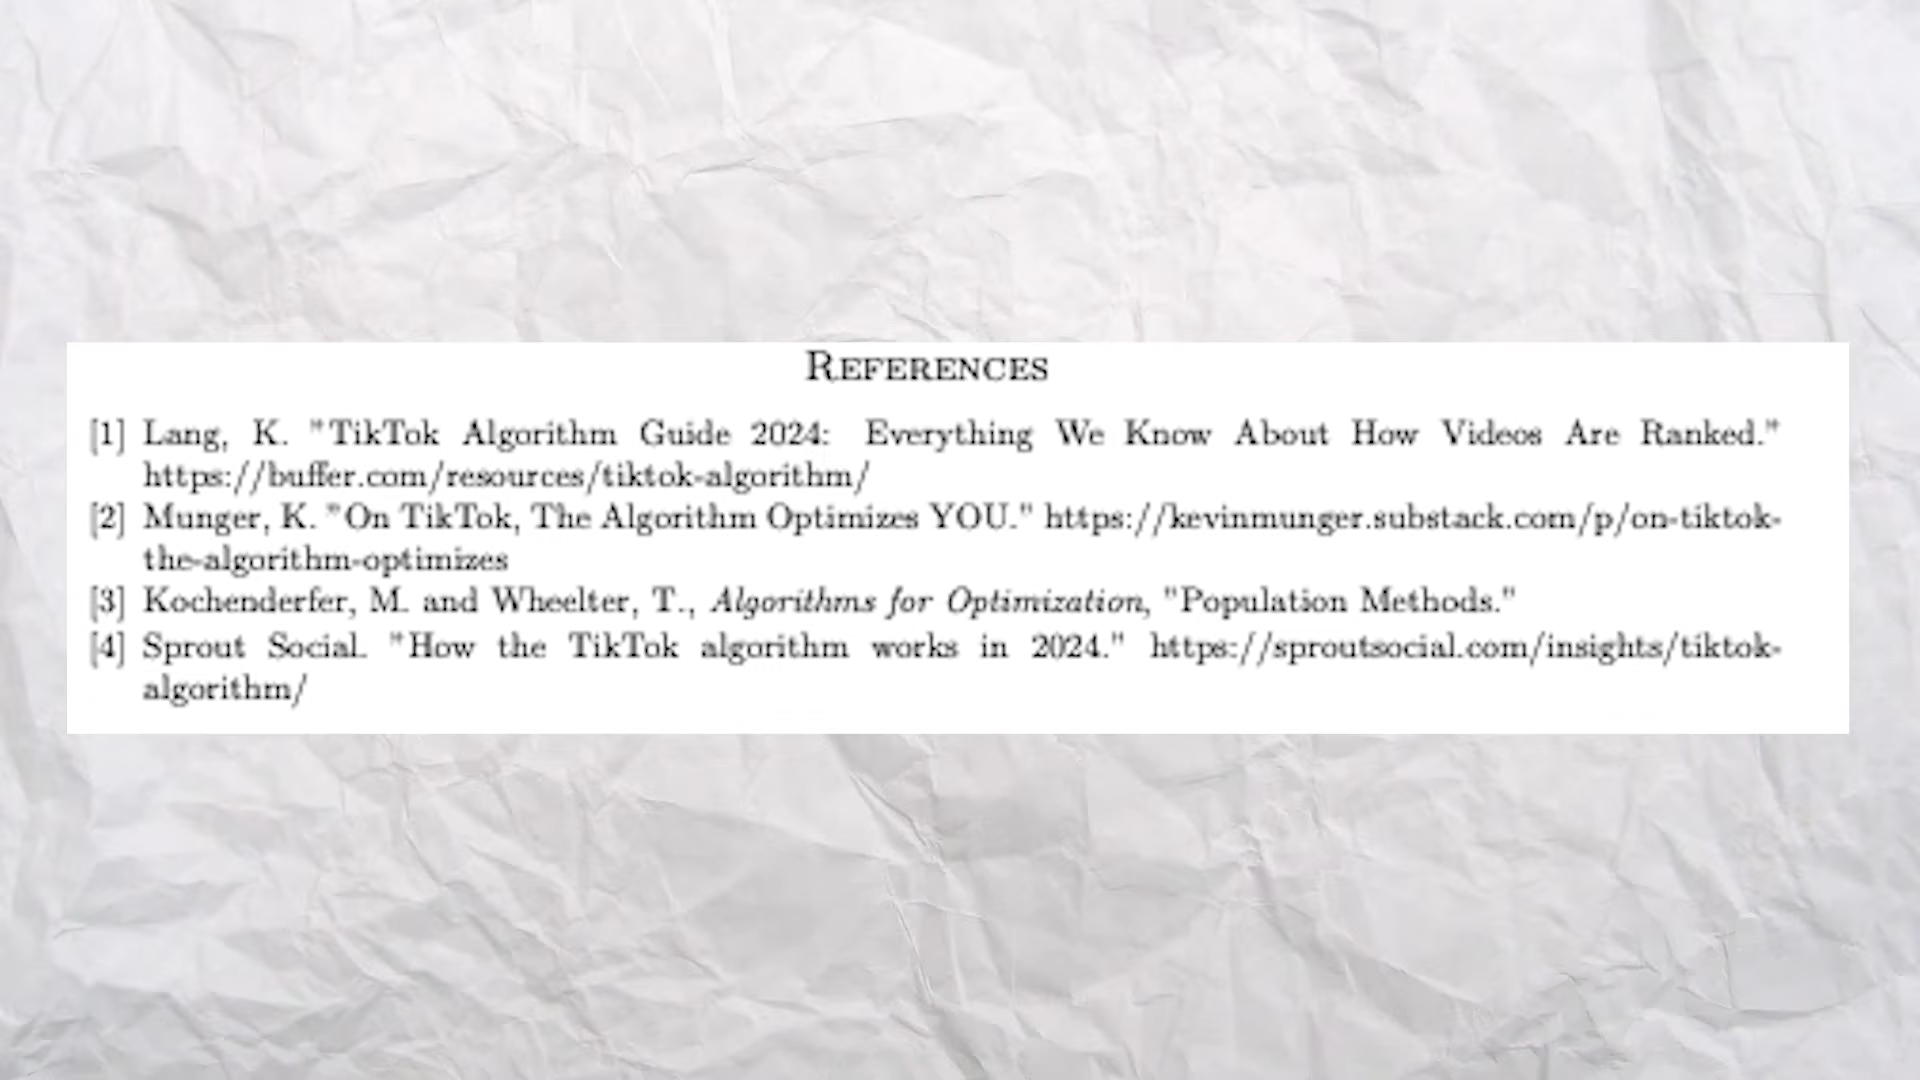 REFERENCES
[1] Lang, K. "TikTok Algorithm Guide 2024: Everything We Know About How Videos Are Ranked."
https://buffer.com/resources/tiktok-algorithm/
[2] Munger, K. "On TikTok, The Algorithm Optimizes YOU." https://kevinmunger.substack.com/p/on-tiktok-
the-algorithm-optimizes
[3] Kochenderfer, M. and Wheelter, T., Algorithms for Optimization, "Population Methods."
[4] Sprout Social. "How the TikTok algorithm works in 2024." https://sproutsocial.com/insights/tiktok-
algorithm/